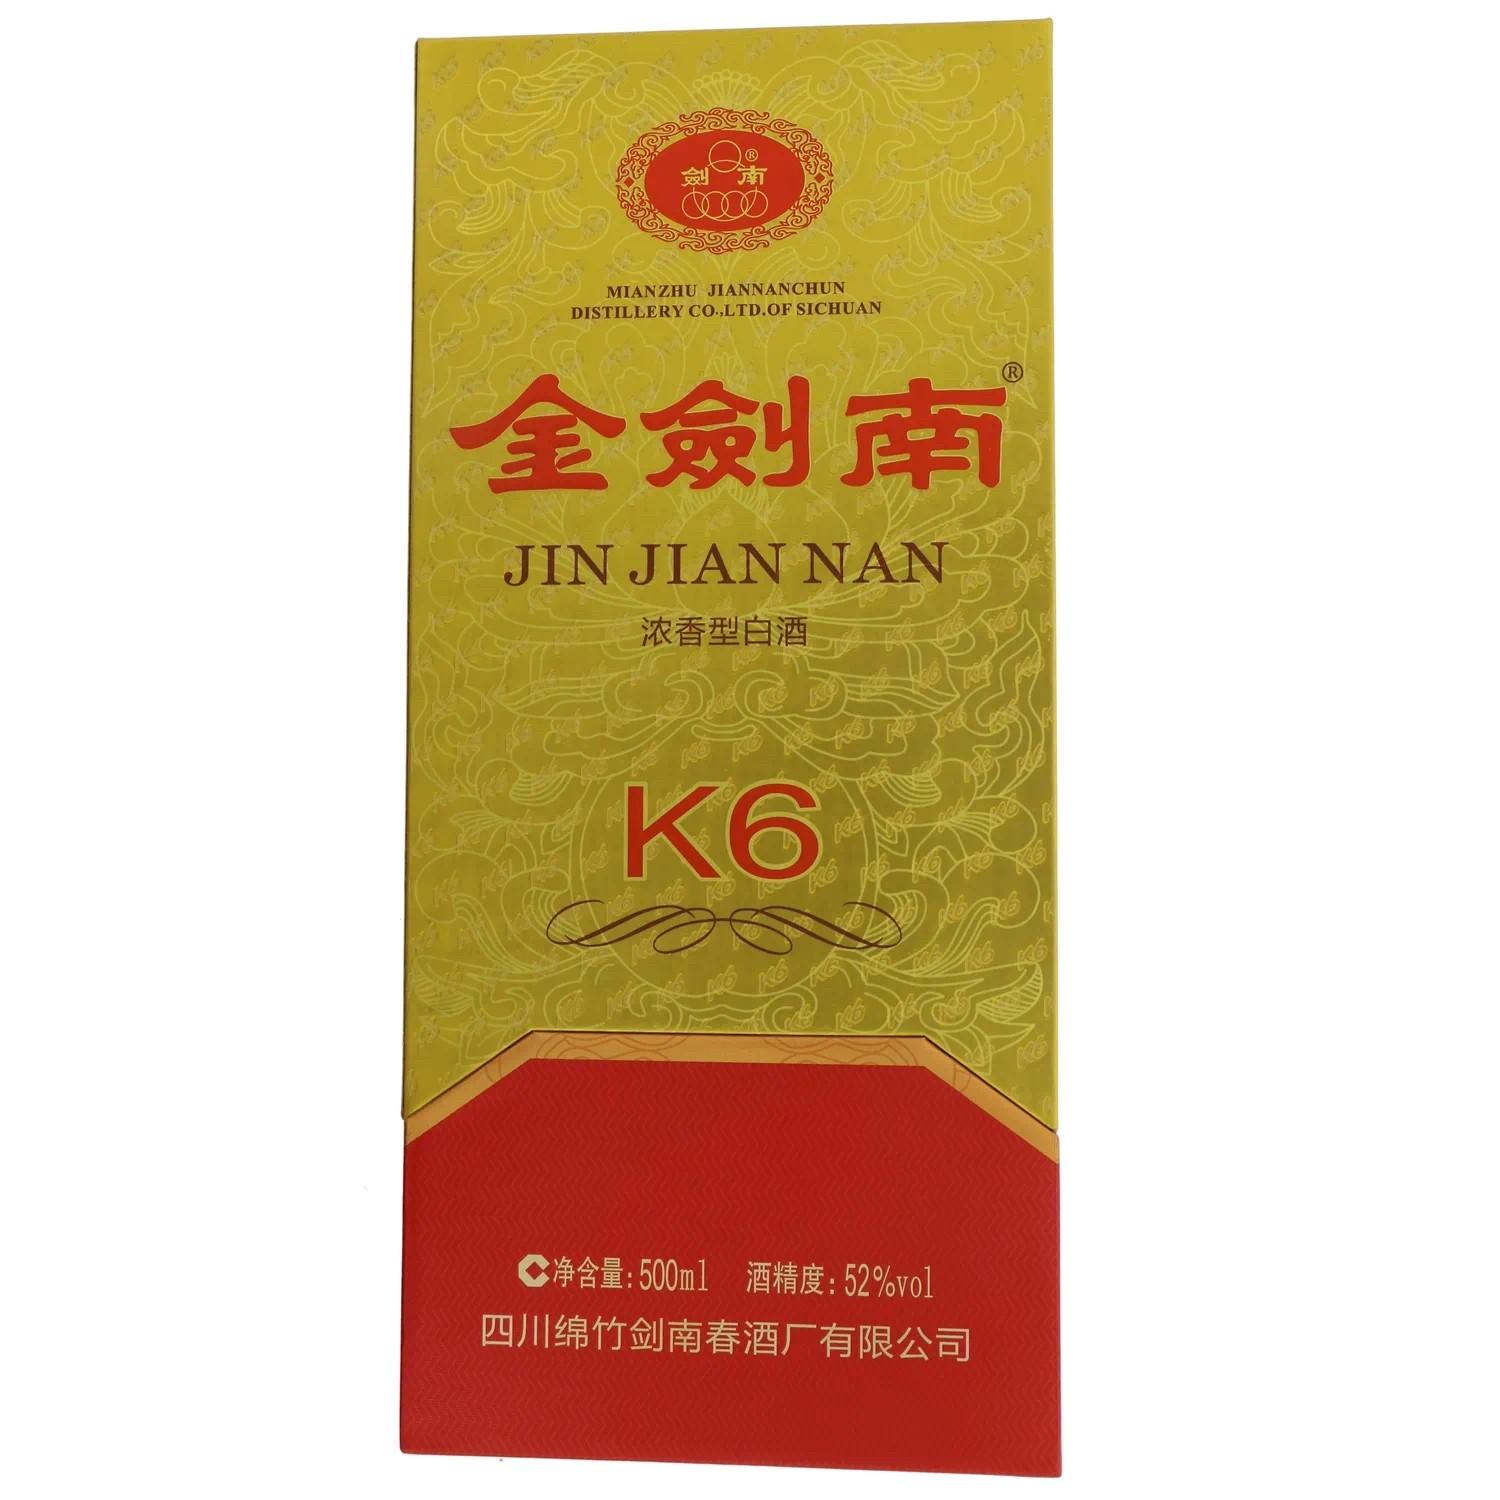 劍南®
MIANZHU JIANNANCHUN
DISTILLERY CO.,LTD.OF SICHUAN
金劍南®
JIN JIAN NAN
浓香型白酒
K6
净含量:500ml 酒精度:52%vol
四川绵竹剑南春酒厂有限公司